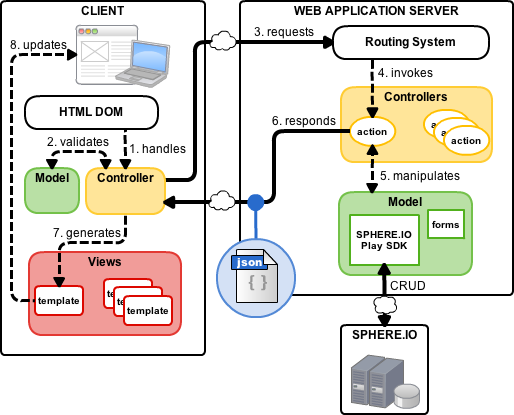 CLIENT
WEB APPLICATION SERVER
8. updates
3. requests
Routing System
4. invokes
HTML DOM
Controllers
6. responds
action
action
2. validates
1. handles
Model
Controller
5. manipulates
Model
7. generates
SPHERE.IO
Play SDK
forms
Views
json
{ }
template
template
CRUD
SPHERE.IO